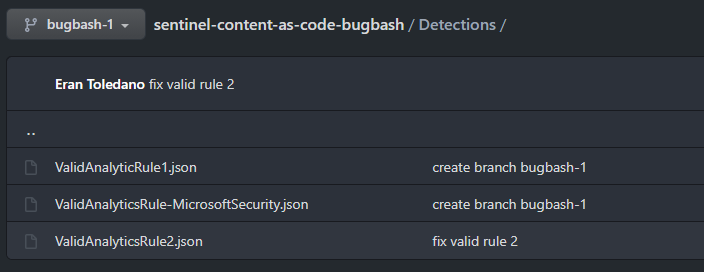 bugbash-1 sentinel-content-as-code-bugbash / Detections /
Eran Toledano fix valid rule 2
..
ValidAnalyticRule1.json create branch bugbash-1
ValidAnalyticsRule-MicrosoftSecurity.json create branch bugbash-1
ValidAnalyticsRule2.json fix valid rule 2